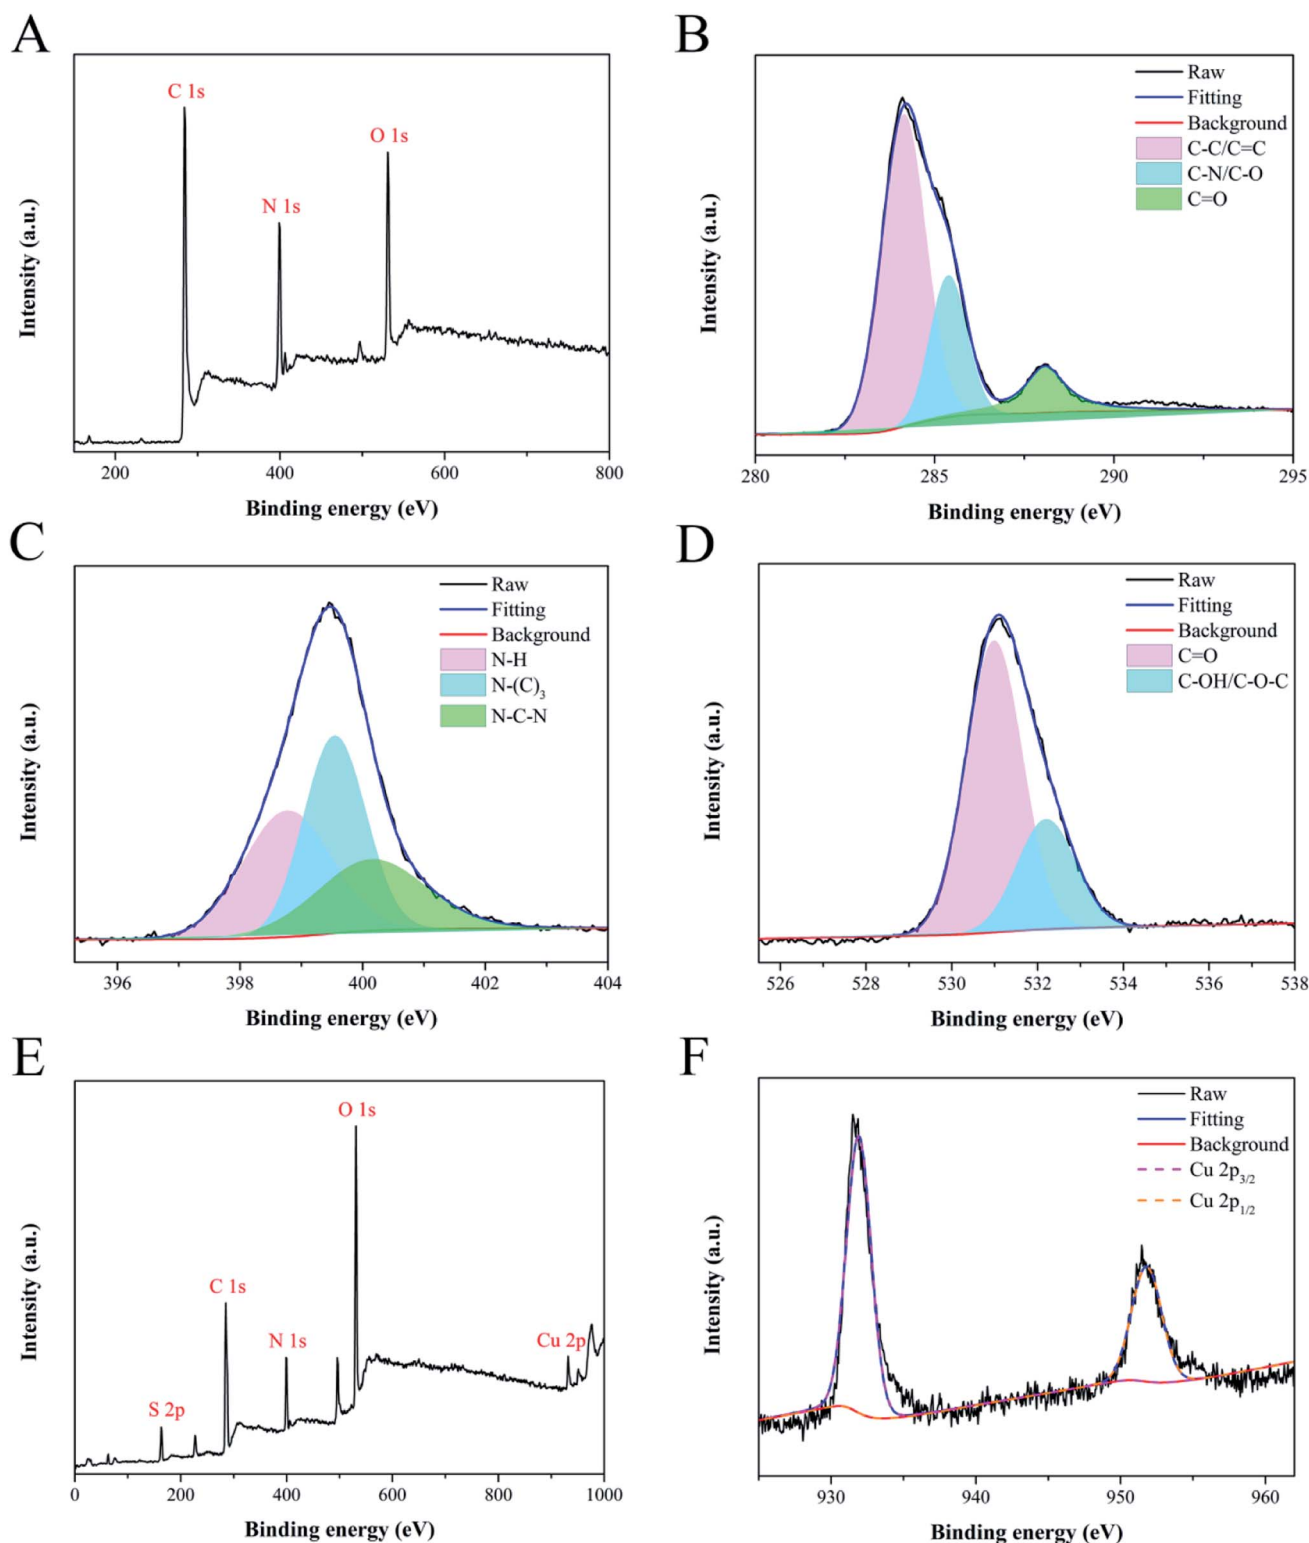 A
C 1s
N 1s
O 1s
Intensity (a.u.)
200 400 600 800
Binding energy (eV)
B
Raw
Fitting
Background
C-C/C=C
C-N/C-O
C=O
Intensity (a.u.)
280 285 290 295
Binding energy (eV)
C
Raw
Fitting
Background
N-H
N-(C)₃
N-C-N
Intensity (a.u.)
396 398 400 402 404
Binding energy (eV)
D
Raw
Fitting
Background
C=O
C-OH/C-O-C
Intensity (a.u.)
526 528 530 532 534 536 538
Binding energy (eV)
E
O 1s
C 1s
N 1s
Cu 2p
S 2p
Intensity (a.u.)
0 200 400 600 800 1000
Binding energy (eV)
F
Raw
Fitting
Background
Cu 2p₃/₂
Cu 2p₁/₂
Intensity (a.u.)
930 940 950 960
Binding energy (eV)